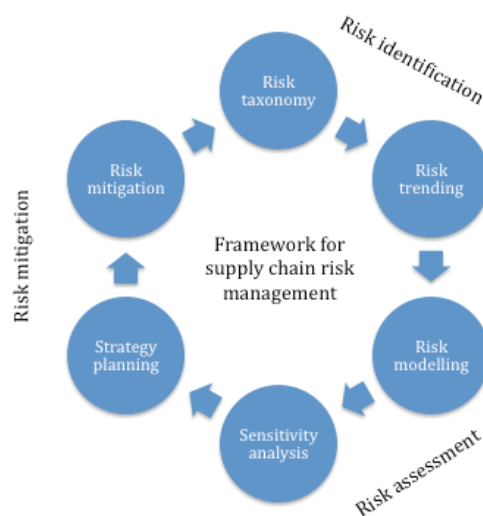 Risk identification
Risk
taxonomy
Risk
trending
Risk
modelling
Risk assessment
Sensitivity
analysis
Strategy
planning
Risk
mitigation
Risk mitigation
Framework for
supply chain risk
management